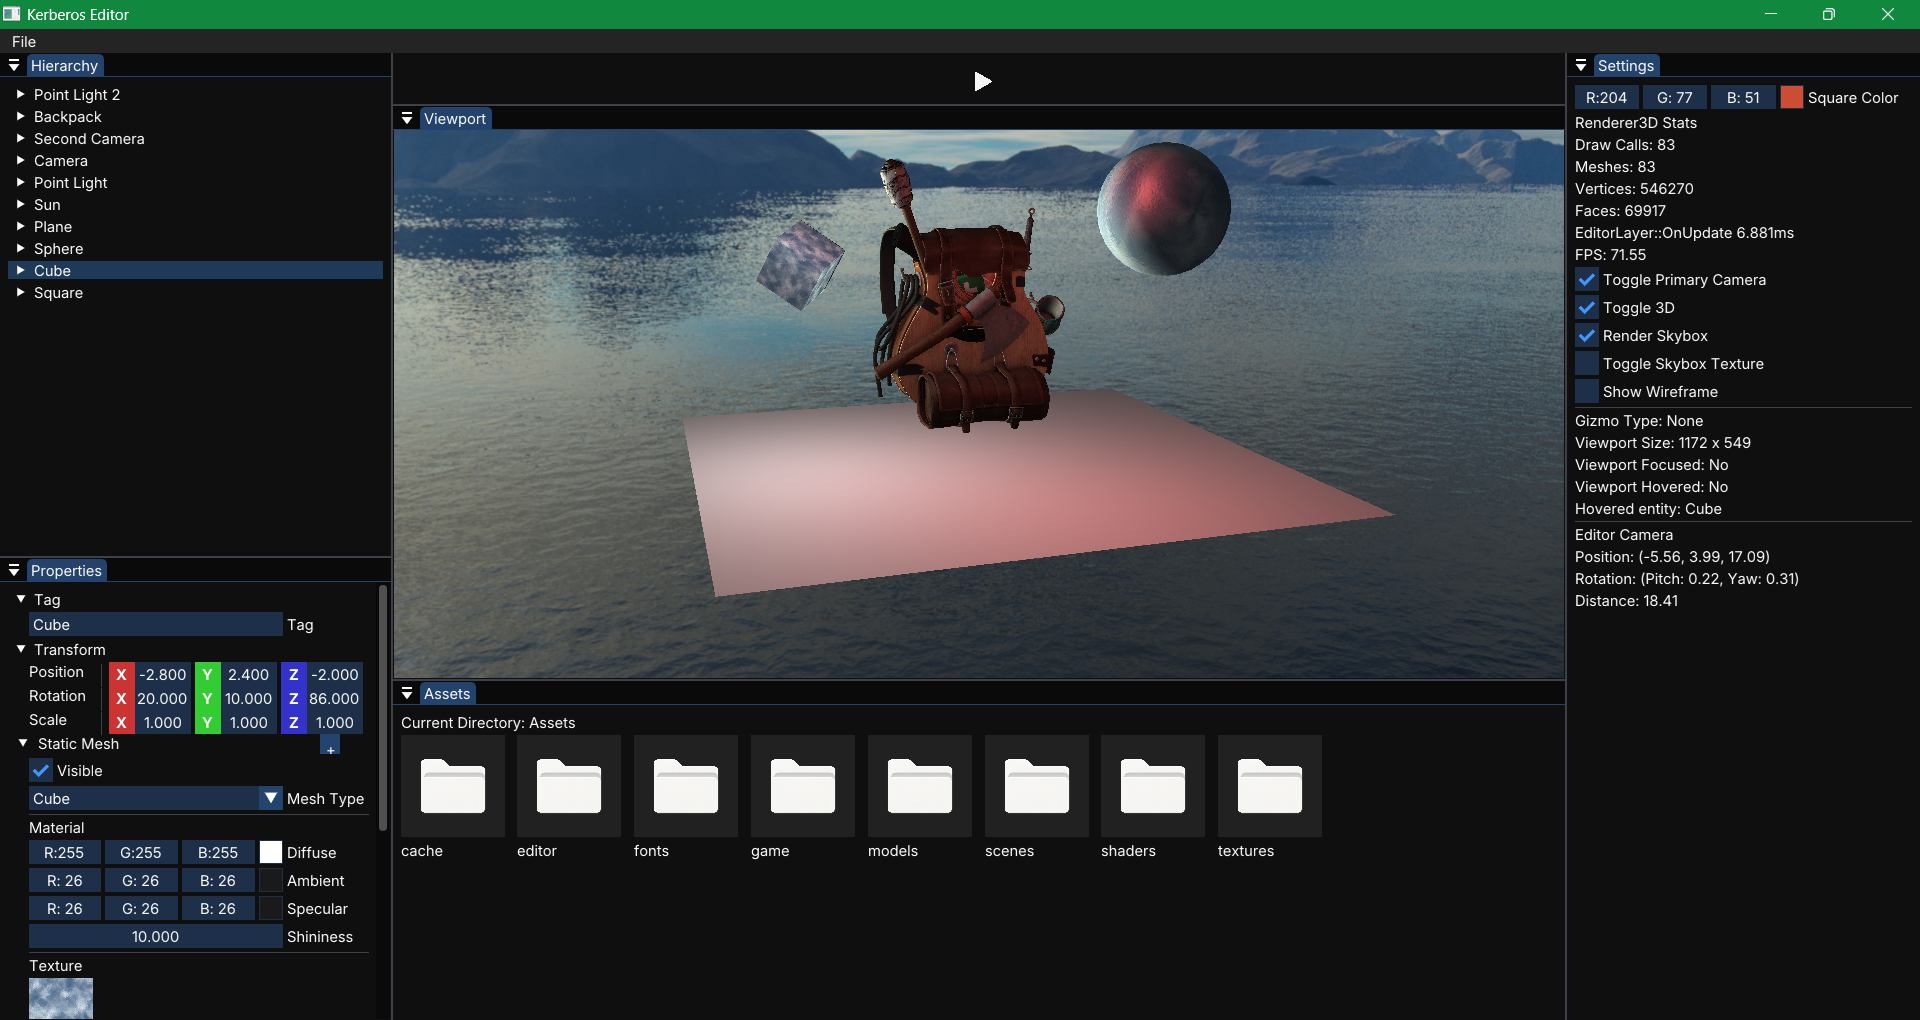 Kerberos Editor
File
Hierarchy
Point Light 2
Backpack
Second Camera
Camera
Point Light
Sun
Plane
Sphere
Cube
Square
Properties
Tag
Cube Tag
Transform
Position X -2.800 Y 2.400 Z -2.000
Rotation X 20.000 Y 10.000 Z 86.000
Scale X 1.000 Y 1.000 Z 1.000
Static Mesh +
Visible
Cube Mesh Type
Material
R:255 G:255 B:255 Diffuse
R: 26 G: 26 B: 26 Ambient
R: 26 G: 26 B: 26 Specular
10.000 Shininess
Texture
Viewport
Assets
Current Directory: Assets
cache editor fonts game models scenes shaders textures
Settings
R:204 G: 77 B: 51 Square Color
Renderer3D Stats
Draw Calls: 83
Meshes: 83
Vertices: 546270
Faces: 69917
EditorLayer::OnUpdate 6.881ms
FPS: 71.55
Toggle Primary Camera
Toggle 3D
Render Skybox
Toggle Skybox Texture
Show Wireframe
Gizmo Type: None
Viewport Size: 1172 x 549
Viewport Focused: No
Viewport Hovered: No
Hovered entity: Cube
Editor Camera
Position: (-5.56, 3.99, 17.09)
Rotation: (Pitch: 0.22, Yaw: 0.31)
Distance: 18.41